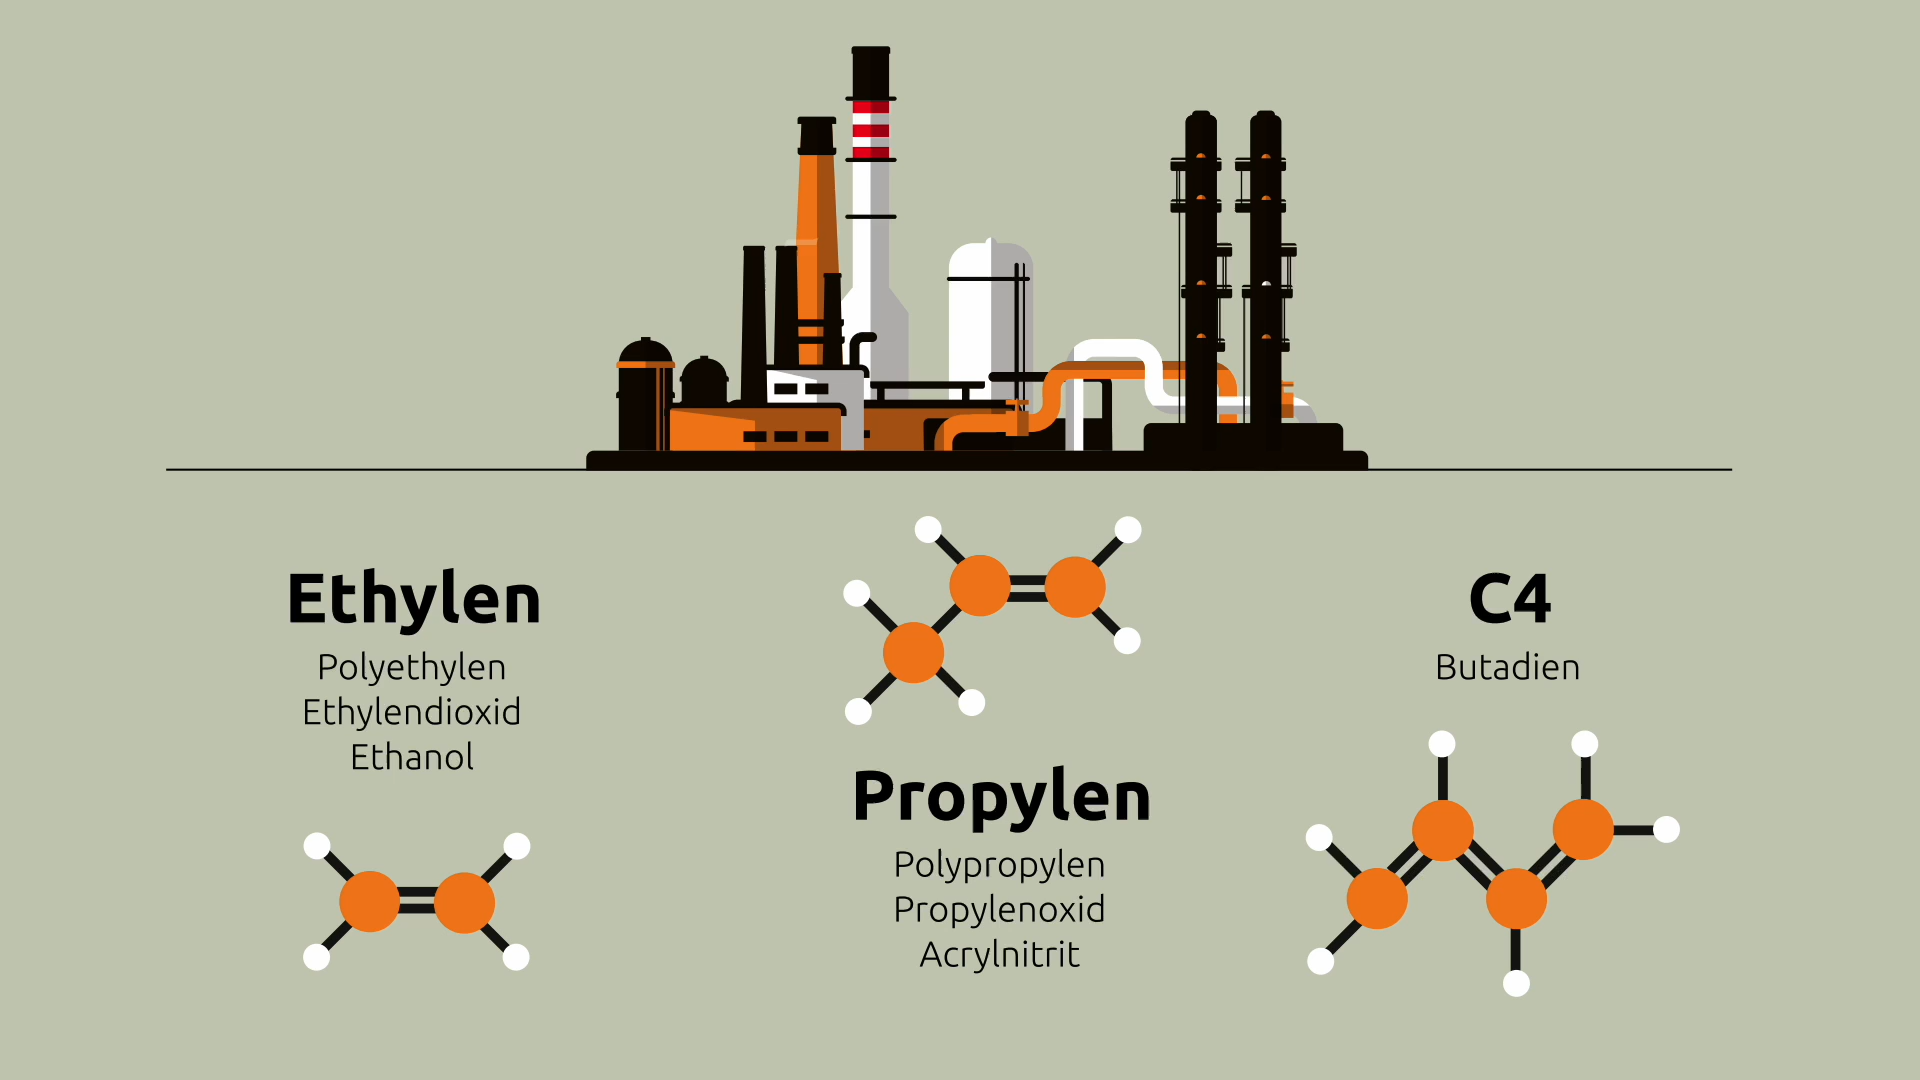 Ethylen
Polyethylen
Ethylendioxid
Ethanol
Propylen
Polypropylen
Propylenoxid
Acrylnitrit
C4
Butadien